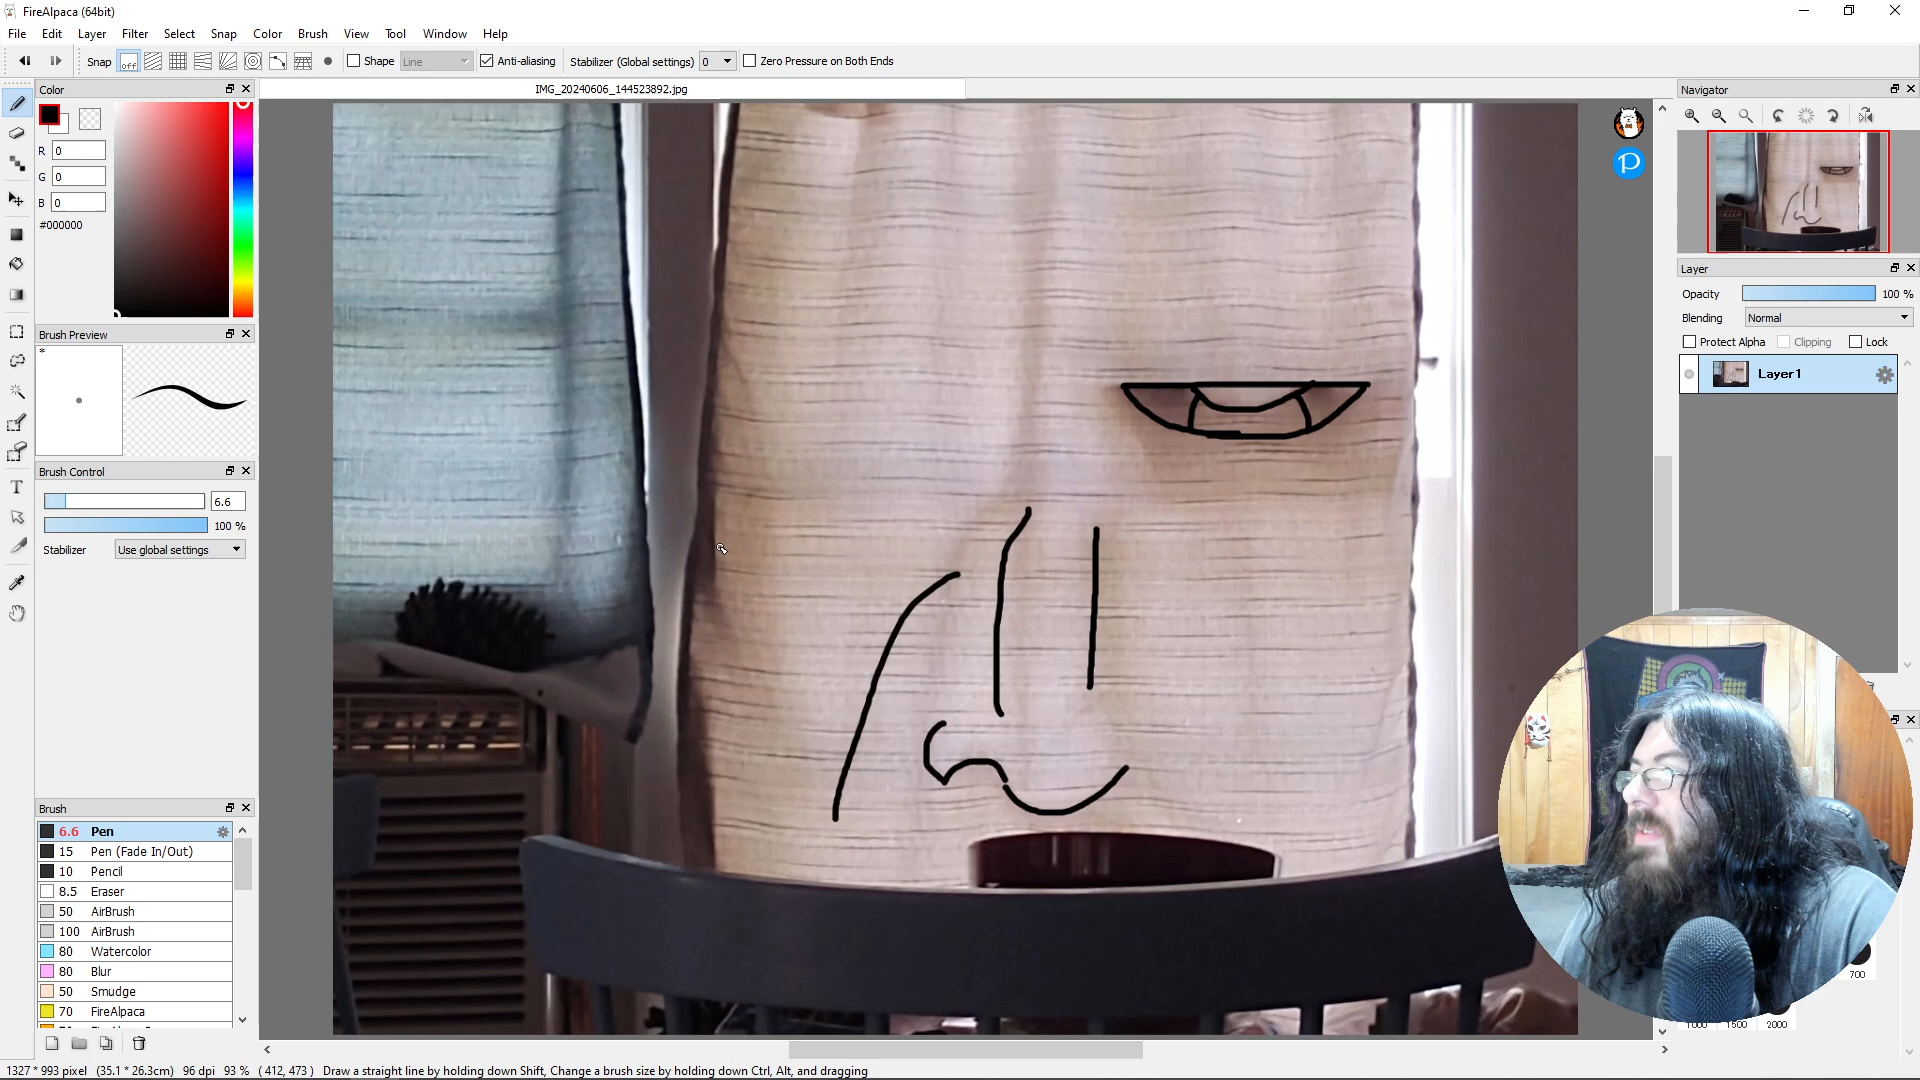 FireAlpaca (64bit)
File Edit Layer Filter Select Snap Color Brush View Tool Window Help
Snap off Shape Line Anti-aliasing Stabilizer (Global settings) 0 Zero Pressure on Both Ends
Color
IMG_20240606_144523892.jpg
Navigator
R 0
G 0
B 0
#000000
Layer
Opacity 100 %
Blending Normal
Protect Alpha Clipping Lock
Layer1
Brush Preview
*
Brush Control
6.6
100 %
Stabilizer Use global settings
Brush
6.6 Pen
15 Pen (Fade In/Out)
10 Pencil
8.5 Eraser
50 AirBrush
100 AirBrush
80 Watercolor
80 Blur
50 Smudge
70 FireAlpaca
700
1000 1500 2000
1327 * 993 pixel (35.1 * 26.3cm) 96 dpi 93 % ( 412, 473 ) Draw a straight line by holding down Shift, Change a brush size by holding down Ctrl, Alt, and dragging